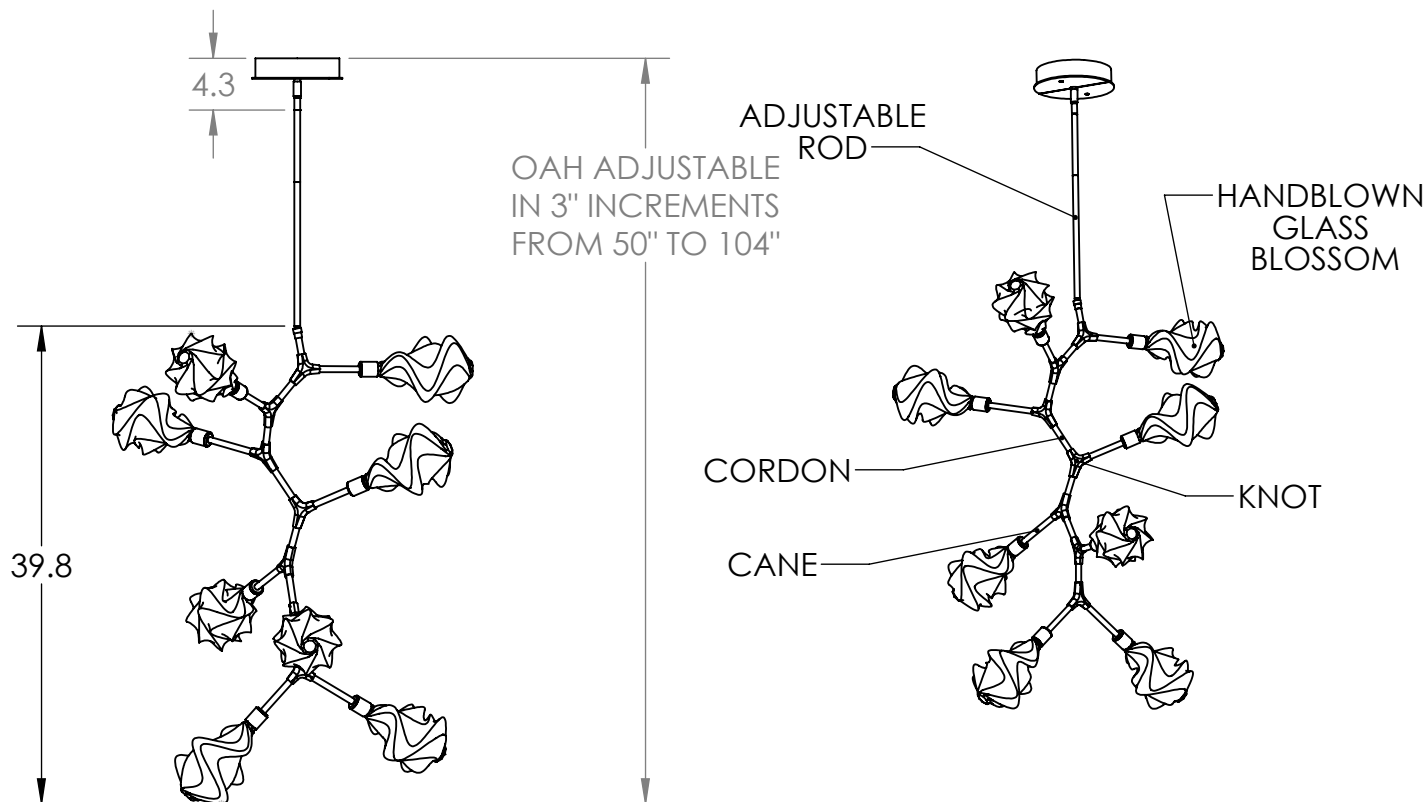 4.3
OAH ADJUSTABLE
IN 3" INCREMENTS
FROM 50" TO 104"
39.8
ADJUSTABLE
ROD
HANDBLOWN
GLASS
BLOSSOM
CORDON
KNOT
CANE